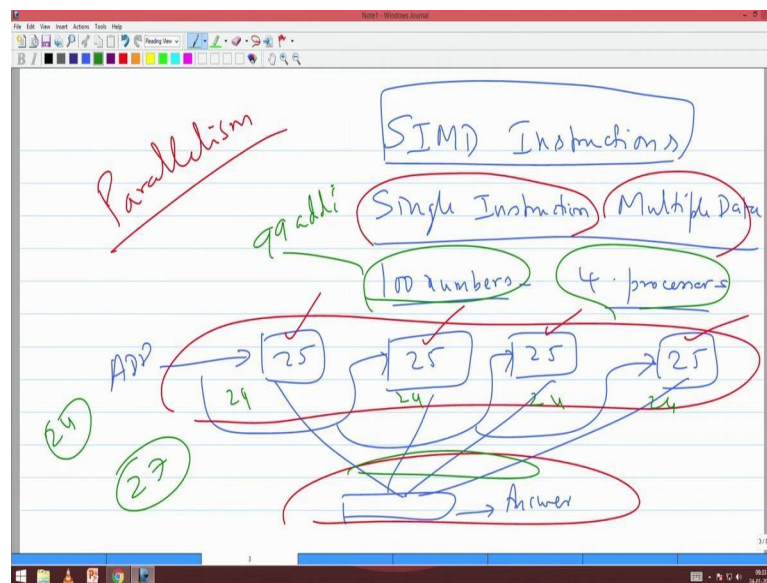 Note1 - Windows Journal
File Edit View Insert Actions Tools Help
Reading View
B I
Parallelism
SIMD Instructions
99 addi
Single Instruction Multiple Data
100 numbers 4 processors
ADD
25 25 25 25
24 24 24 24
24
27
Answer
3